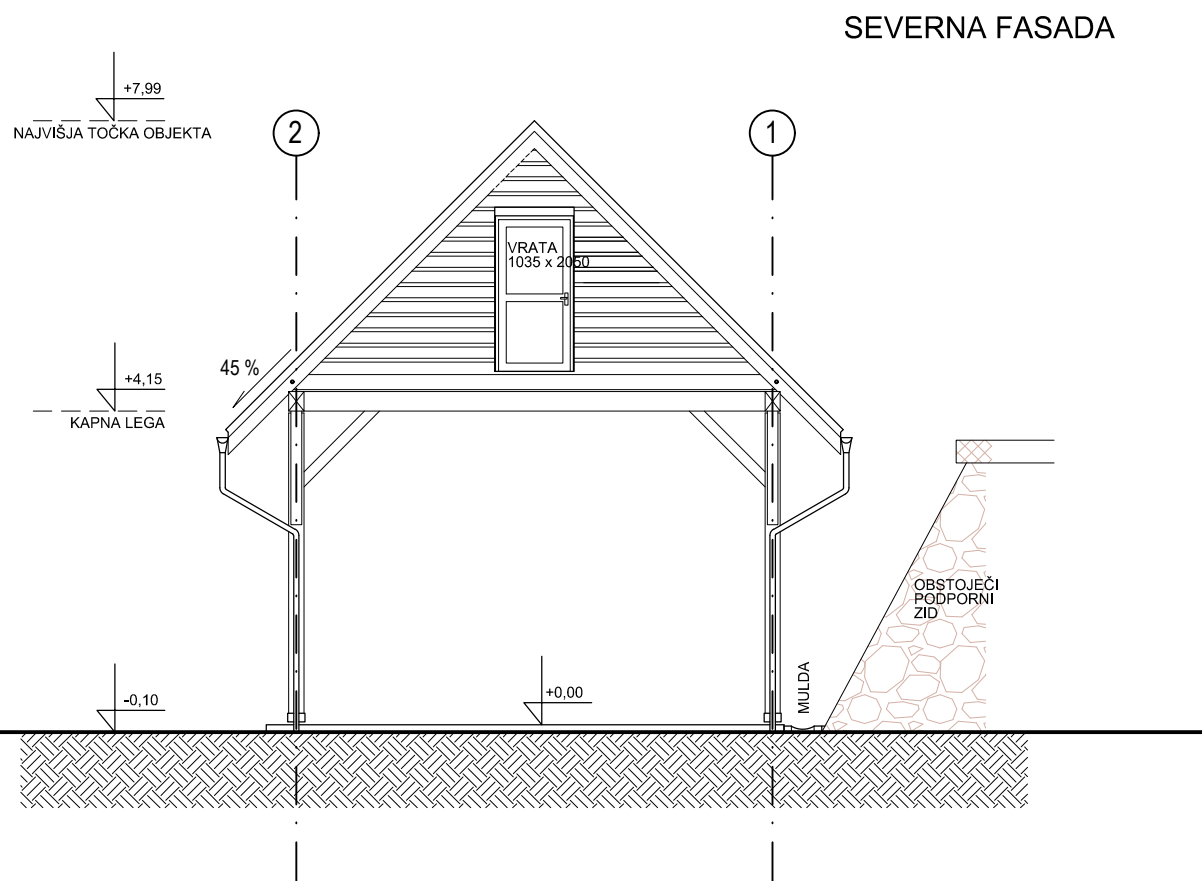 SEVERNA FASADA
+7,99
NAJVIŠJA TOČKA OBJEKTA
2
1
VRATA
1035 x 2050
45 %
+4,15
KAPNA LEGA
OBSTOJEČI
PODPORNI
ZID
MULDA
-0,10
+0,00